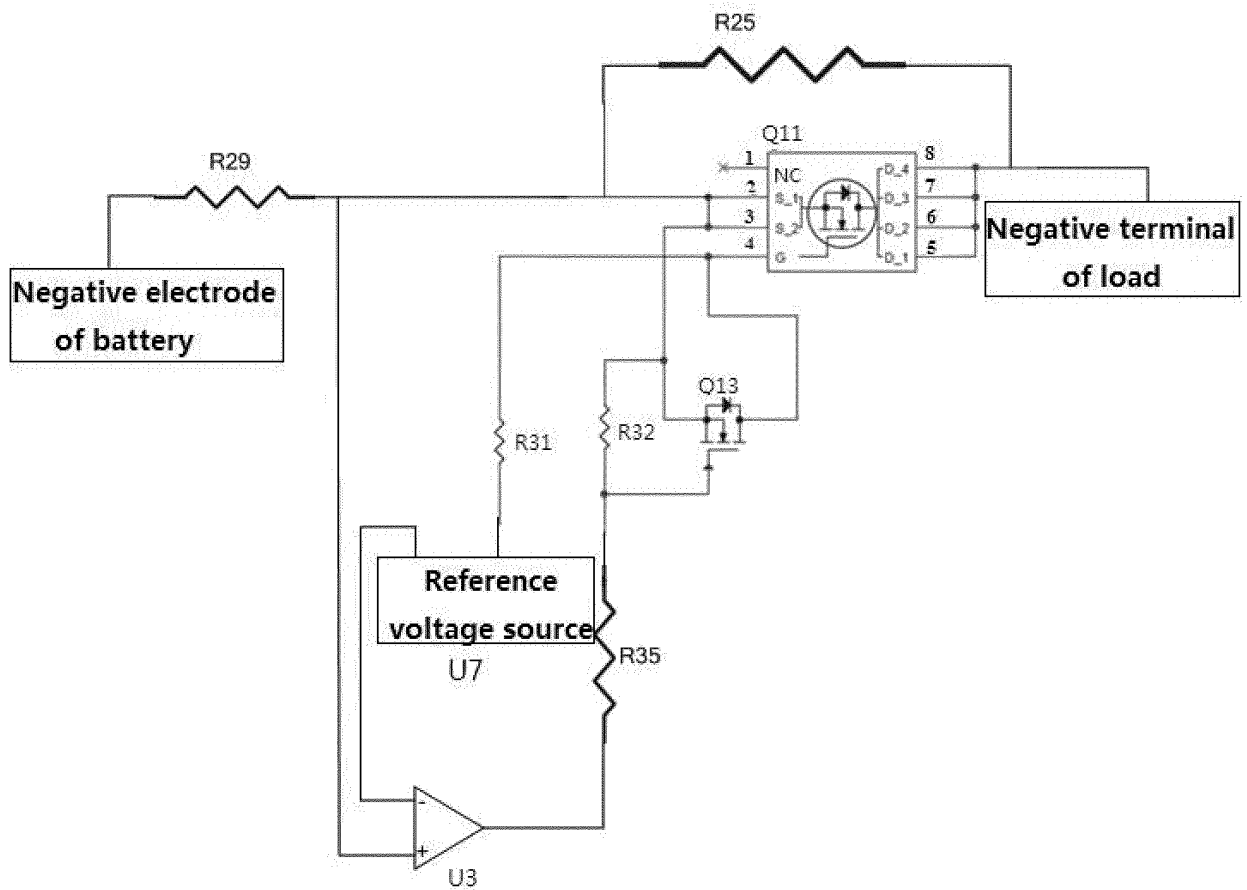 R25
Q11
R29
1
NC
D_4
8
2
S_1
D_3
7
3
S_2
D_2
6
4
G
D_1
5
Negative electrode
of battery
Negative terminal
of load
Q13
R31
R32
Reference
voltage source
U7
R35
-
+
U3